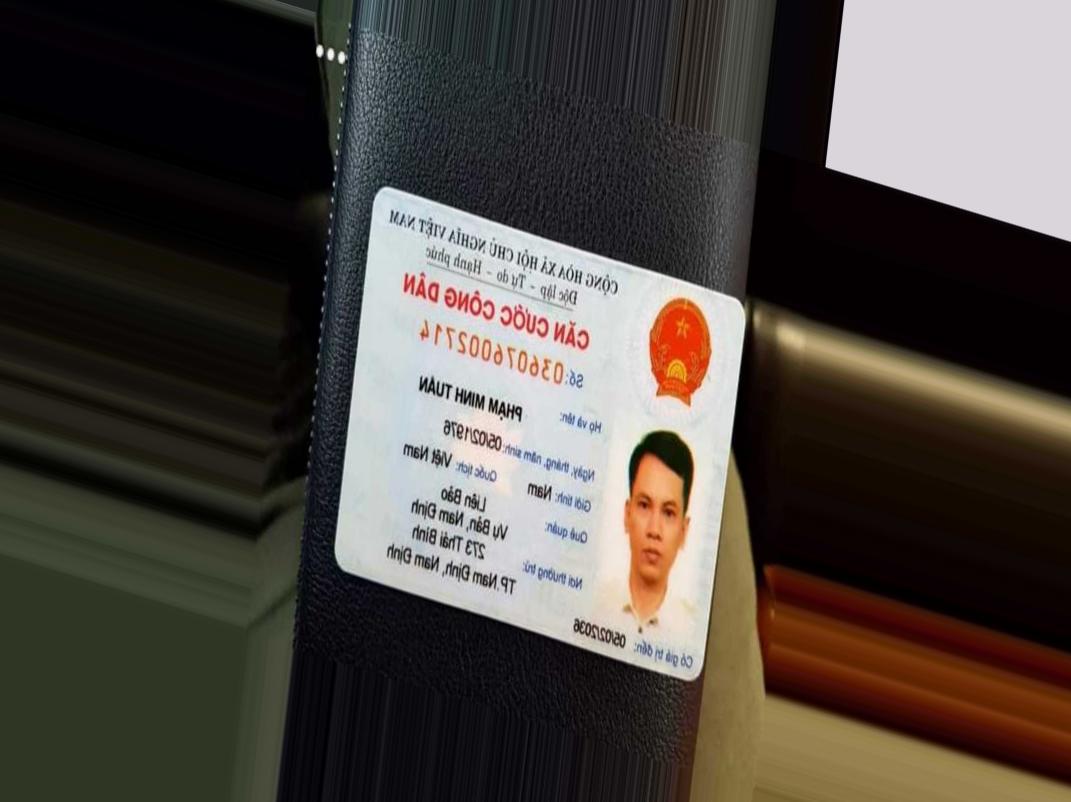 CỘNG HÒA XÃ HỘI CHỦ NGHĨA VIỆT NAM
Độc lập - Tự do - Hạnh phúc
CĂN CƯỚC CÔNG DÂN
Số: 036076002714
Họ và tên: PHẠM MINH TUÂN
Ngày, tháng, năm sinh: 05/02/1976
Giới tính: Nam Quốc tịch: Việt Nam
Quê quán: Liên Bảo
Vụ Bản, Nam Định
Nơi thường trú: 273 Thái Bình
TP.Nam Định, Nam Định
Có giá trị đến: 05/02/2036